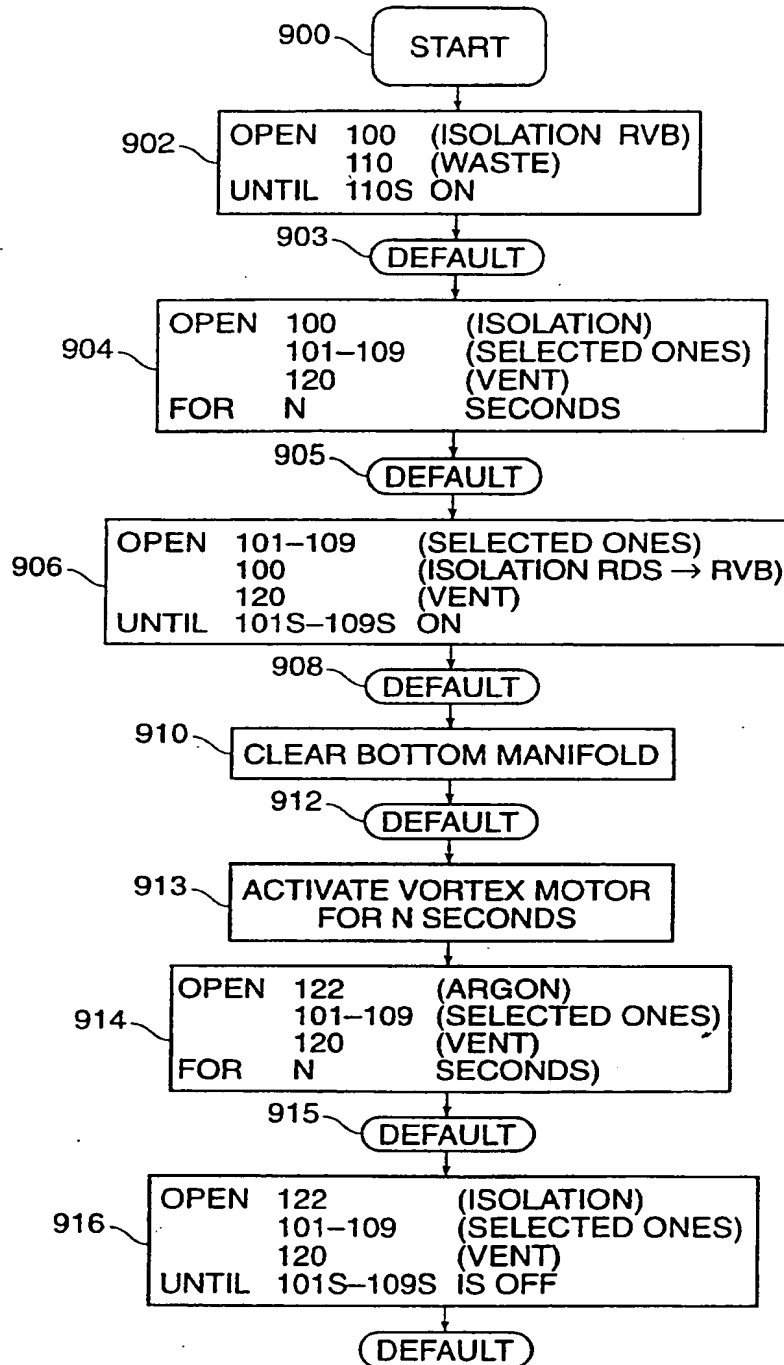 900
START
902
OPEN 100 (ISOLATION RVB)
110 (WASTE)
UNTIL 110S ON
903
DEFAULT
904
OPEN 100 (ISOLATION)
101–109 (SELECTED ONES)
120 (VENT)
FOR N SECONDS
905
DEFAULT
906
OPEN 101–109 (SELECTED ONES)
100 (ISOLATION RDS → RVB)
120 (VENT)
UNTIL 101S–109S ON
908
DEFAULT
910
CLEAR BOTTOM MANIFOLD
912
DEFAULT
913
ACTIVATE VORTEX MOTOR
FOR N SECONDS
914
OPEN 122 (ARGON)
101–109 (SELECTED ONES)
120 (VENT)
FOR N SECONDS)
915
DEFAULT
916
OPEN 122 (ISOLATION)
101–109 (SELECTED ONES)
120 (VENT)
UNTIL 101S–109S IS OFF
DEFAULT